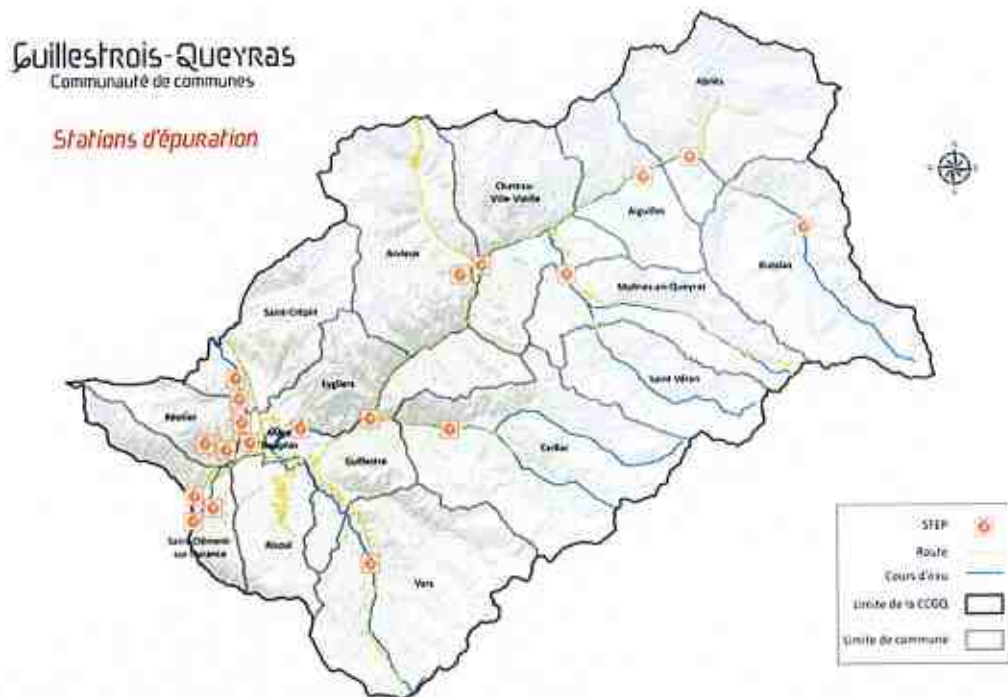 Guillestrois-Queyras
Communauté de communes
Stations d'épuration
Abriès
Château-
Ville-Vieille
Aiguilles
Arvieux
Ristolas
Molines-en-Queyras
Saint-Crépin
Saint-Véran
Eygliers
Réotier
Guillestre
Ceillac
Risoul
Saint-Clément
sur Durance
Vars
STEP
Route
Cours d'eau
Limite de la CCGQ
Limite de commune